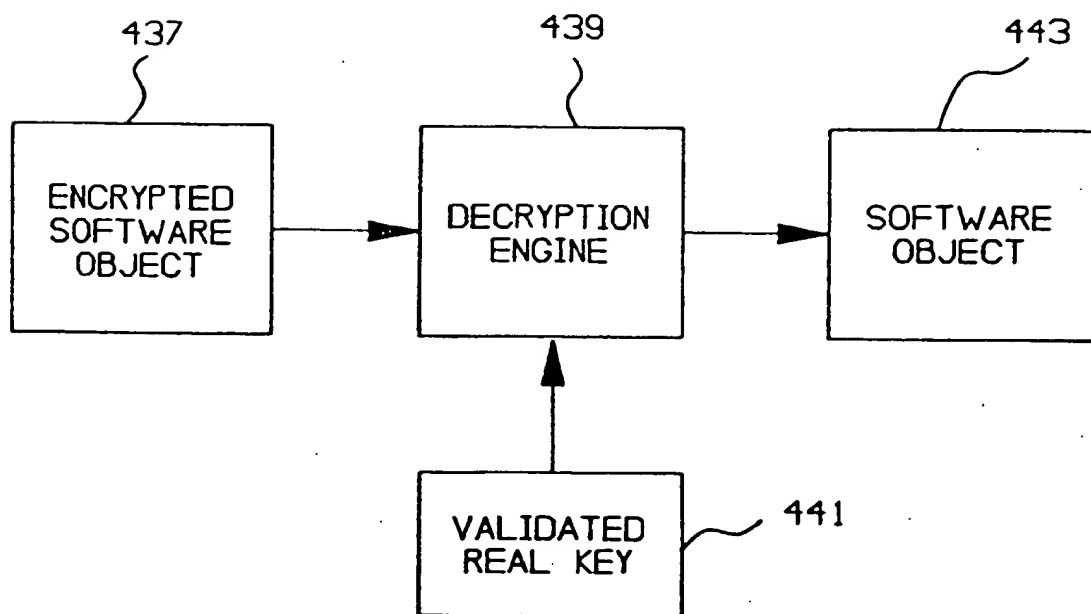 437
439
443
ENCRYPTED
SOFTWARE
OBJECT
DECRYPTION
ENGINE
SOFTWARE
OBJECT
VALIDATED
REAL KEY
441